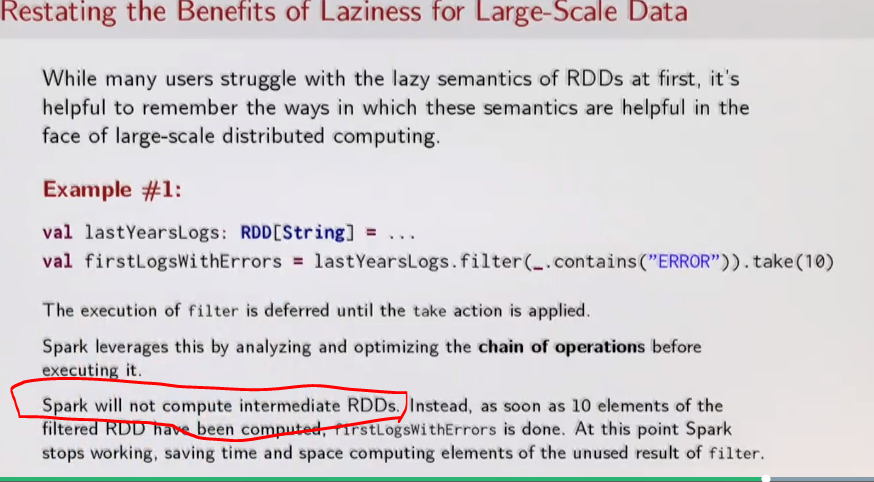 Restating the Benefits of Laziness for Large-Scale Data
While many users struggle with the lazy semantics of RDDs at first, it's
helpful to remember the ways in which these semantics are helpful in the
face of large-scale distributed computing.
Example #1:
val lastYearsLogs: RDD[String] = ...
val firstLogsWithErrors = lastYearsLogs.filter(_.contains("ERROR")).take(10)
The execution of filter is deferred until the take action is applied.
Spark leverages this by analyzing and optimizing the chain of operations before
executing it.
Spark will not compute intermediate RDDs. Instead, as soon as 10 elements of the
filtered RDD have been computed, firstLogsWithErrors is done. At this point Spark
stops working, saving time and space computing elements of the unused result of filter.